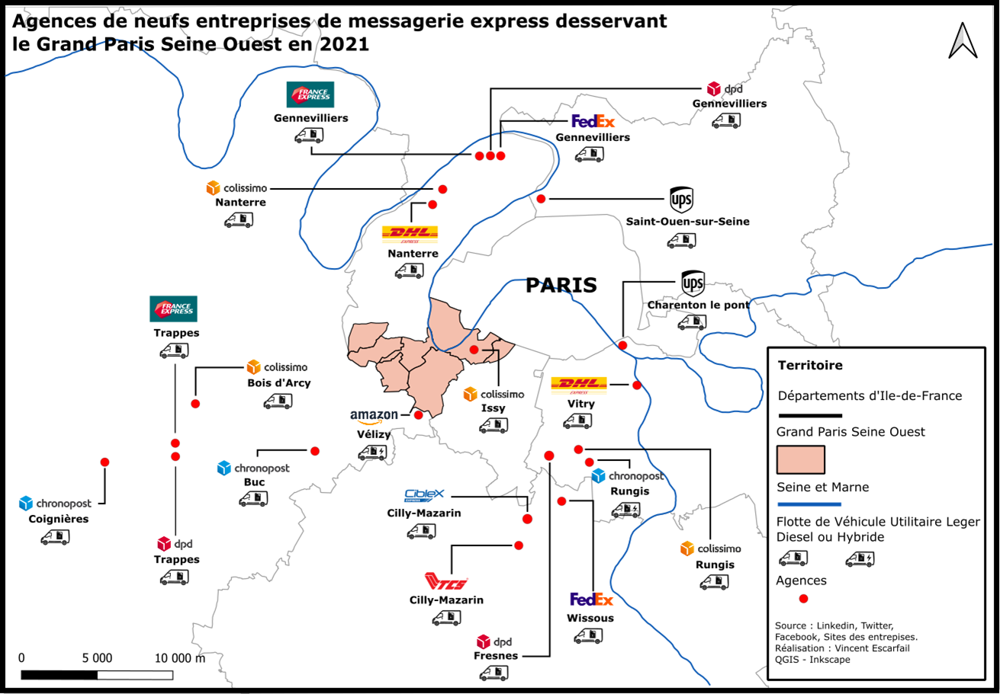 Agences de neufs entreprises de messagerie express desservant
le Grand Paris Seine Ouest en 2021
FRANCE
EXPRESS
Gennevilliers
dpd
Gennevilliers
FedEx
Gennevilliers
colissimo
Nanterre
ups
Saint-Ouen-sur-Seine
DHL
EXPRESS
Nanterre
PARIS
ups
Charenton le pont
FRANCE
EXPRESS
Trappes
colissimo
Bois d'Arcy
colissimo
Issy
DHL
EXPRESS
Vitry
amazon
Vélizy
chronopost
Buc
chronopost
Rungis
chronopost
Coignières
CibleX
EXPRESS
Cilly-Mazarin
dpd
Trappes
colissimo
Rungis
TCS
Cilly-Mazarin
FedEx
Wissous
dpd
Fresnes
0 5 000 10 000 m
Territoire
Départements d'Ile-de-France
Grand Paris Seine Ouest
Seine et Marne
Flotte de Véhicule Utilitaire Leger
Diesel ou Hybride
Agences
Source : Linkedin, Twitter,
Facebook, Sites des entrepises.
Réalisation : Vincent Escarfail
QGIS - Inkscape